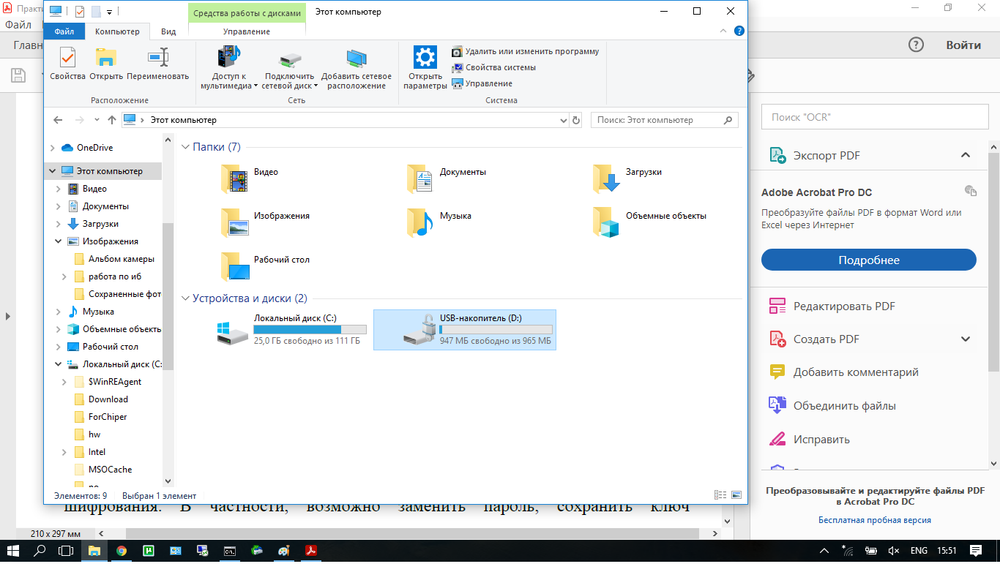 Практи
Средства работы с дисками
Этот компьютер
Файл
Файл
Компьютер
Вид
Управление
Главн
Войти
Свойства
Открыть
Переименовать
Расположение
Доступ к
мультимедиа
Подключить
сетевой диск
Добавить сетевое
расположение
Сеть
Открыть
параметры
Удалить или изменить программу
Свойства системы
Управление
Система
Этот компьютер
Поиск: Этот компьютер
OneDrive
Этот компьютер
Видео
Документы
Загрузки
Изображения
Альбом камеры
работа по иб
Сохраненные фот
Музыка
Объемные объекть
Рабочий стол
Локальный диск (C:
$WinREAgent
Download
ForChiper
hw
Intel
MSOCache
Папки (7)
Видео
Документы
Загрузки
Изображения
Музыка
Объемные объекты
Рабочий стол
Устройства и диски (2)
Локальный диск (C:)
25,0 ГБ свободно из 111 ГБ
USB-накопитель (D:)
947 МБ свободно из 965 МБ
Элементов: 9
Выбран 1 элемент
шифрования. В частности, возможно заменить пароль, сохранить ключ
210 x 297 мм
Поиск "OCR"
Экспорт PDF
Adobe Acrobat Pro DC
Преобразуйте файлы PDF в формат Word или
Excel через Интернет
Подробнее
Редактировать PDF
Создать PDF
Добавить комментарий
Объединить файлы
Исправить
Преобразовывайте и редактируйте файлы PDF
в Acrobat Pro DC
Бесплатная пробная версия
ENG
15:51